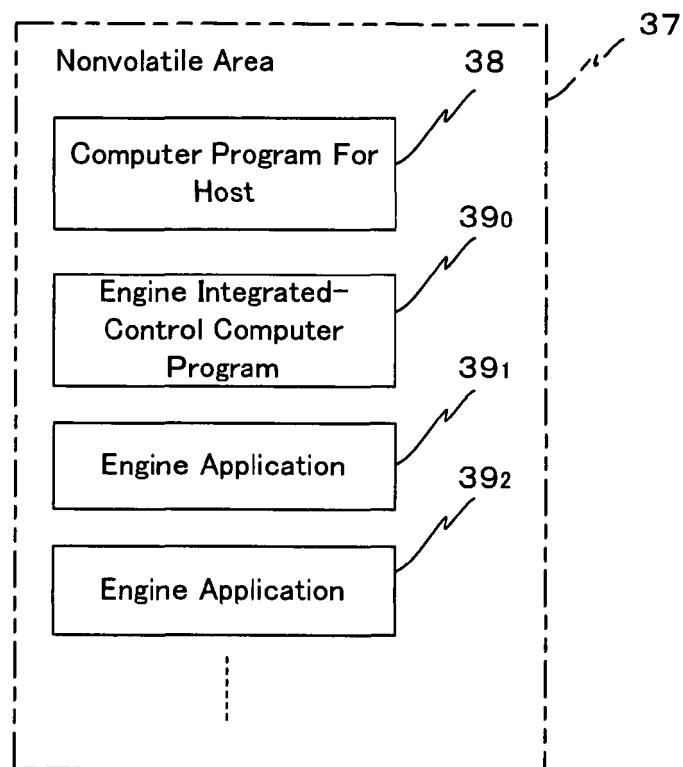 37
Nonvolatile Area
38
Computer Program For
Host
390
Engine Integrated-
Control Computer
Program
391
Engine Application
392
Engine Application